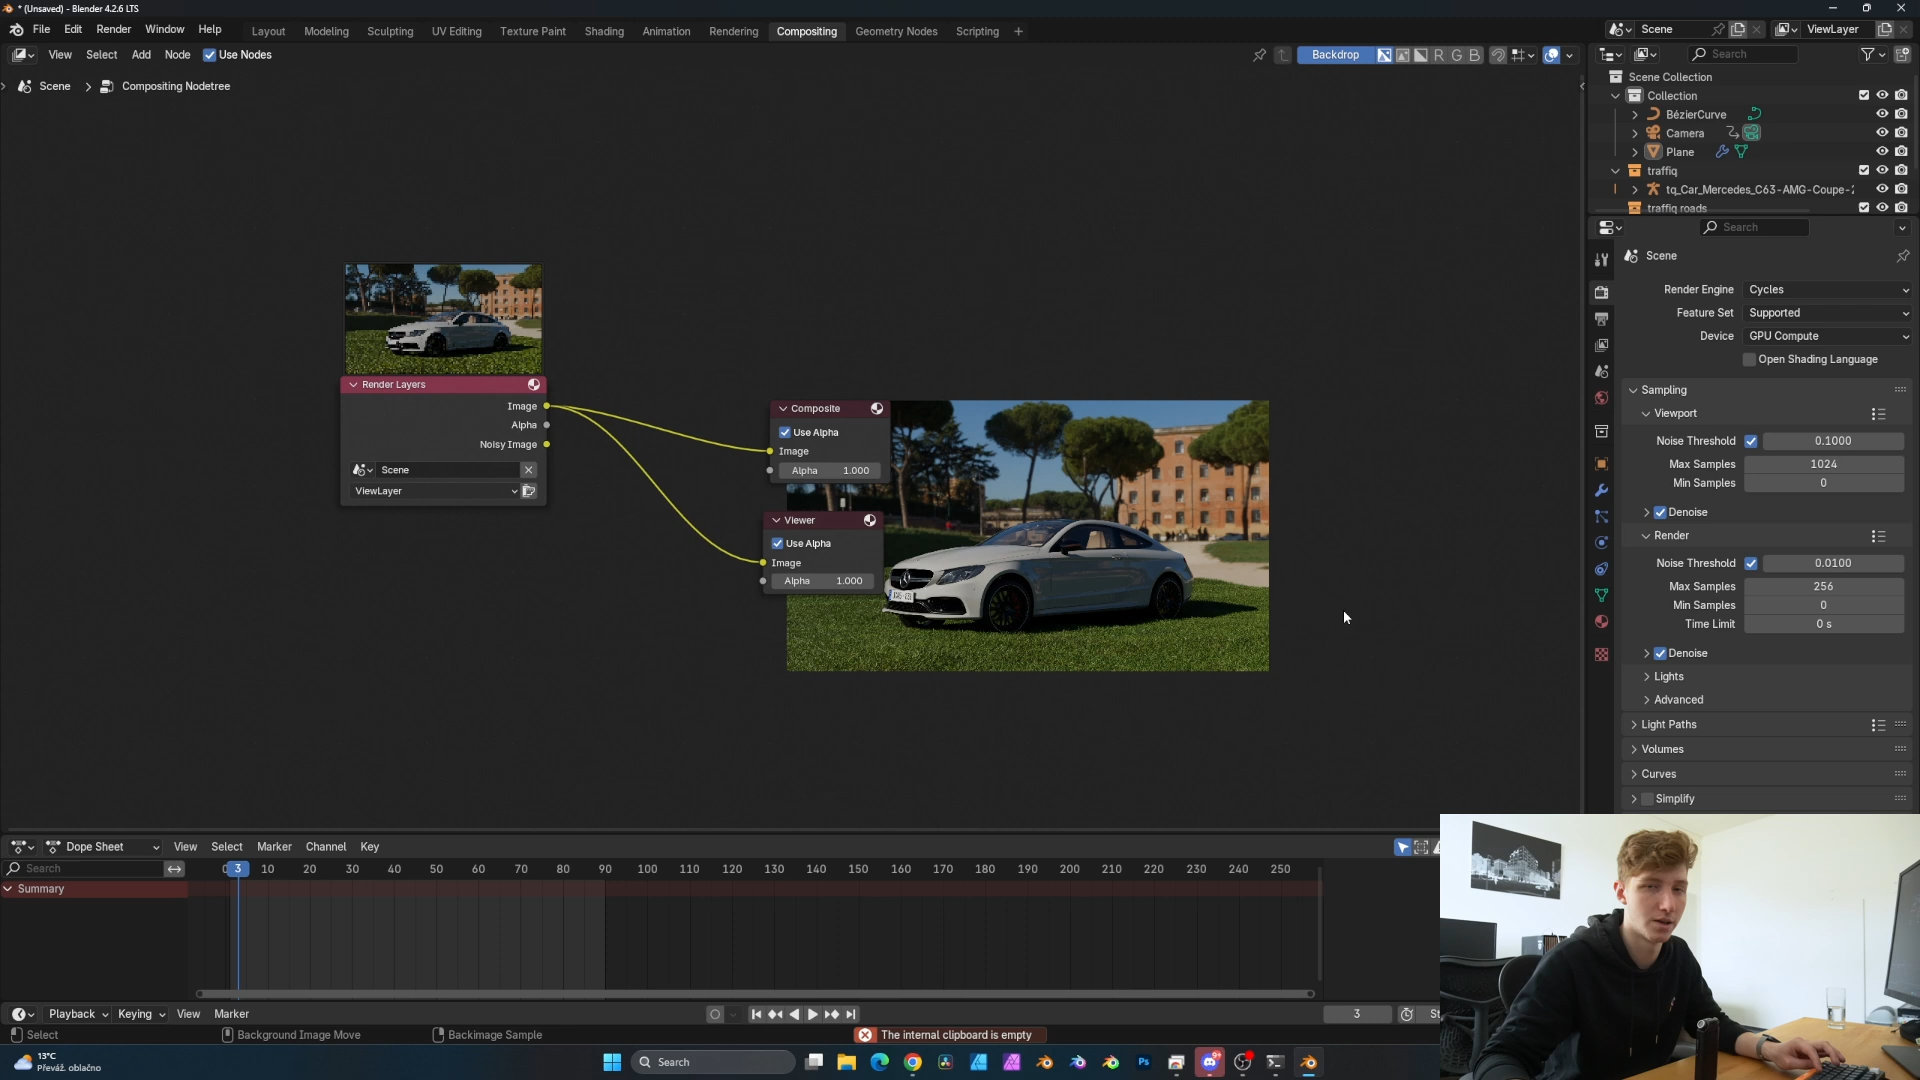 * (Unsaved) - Blender 4.2.6 LTS
File Edit Render Window Help Layout Modeling Sculpting UV Editing Texture Paint Shading Animation Rendering Compositing Geometry Nodes Scripting + Scene ViewLayer
View Select Add Node Use Nodes Backdrop R G B Search
Scene > Compositing Nodetree
Scene Collection
Collection
BézierCurve
Camera
Plane
traffiq
tq_Car_Mercedes_C63-AMG-Coupe-2
traffiq roads
Search
Scene
Render Engine Cycles
Feature Set Supported
Device GPU Compute
Open Shading Language
Sampling
Viewport
Noise Threshold 0.1000
Max Samples 1024
Min Samples 0
Denoise
Render
Noise Threshold 0.0100
Max Samples 256
Min Samples 0
Time Limit 0 s
Denoise
Lights
Advanced
Light Paths
Volumes
Curves
Simplify
Render Layers
Image
Alpha
Noisy Image
Scene
ViewLayer
Composite
Use Alpha
Image
Alpha 1.000
Viewer
Use Alpha
Image
Alpha 1.000
Dope Sheet View Select Marker Channel Key
Search 0 3 10 20 30 40 50 60 70 80 90 100 110 120 130 140 150 160 170 180 190 200 210 220 230 240 250
Summary
Playback Keying View Marker 3 St
Select Background Image Move Backimage Sample The internal clipboard is empty
13°C
Převáž. oblačno
Search
Ps